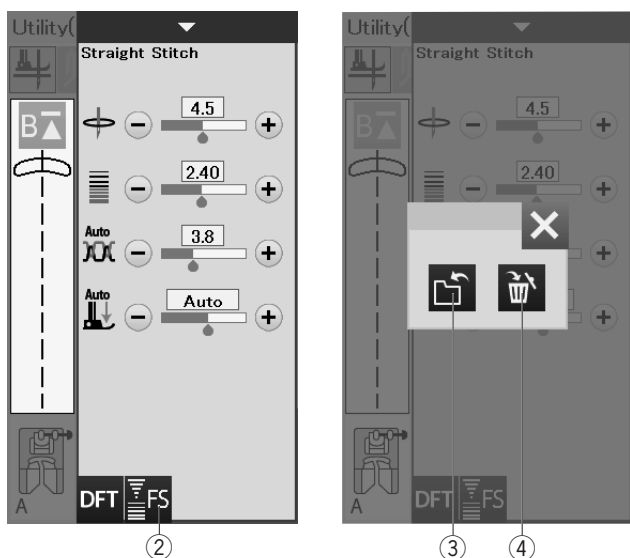 Utility(
Straight Stitch
B
4.5
2.40
Auto
3.8
Auto
Auto
A
DFT FS
②
Utility(
Straight Stitch
B
4.5
2.40
A
DFT FS
③ ④